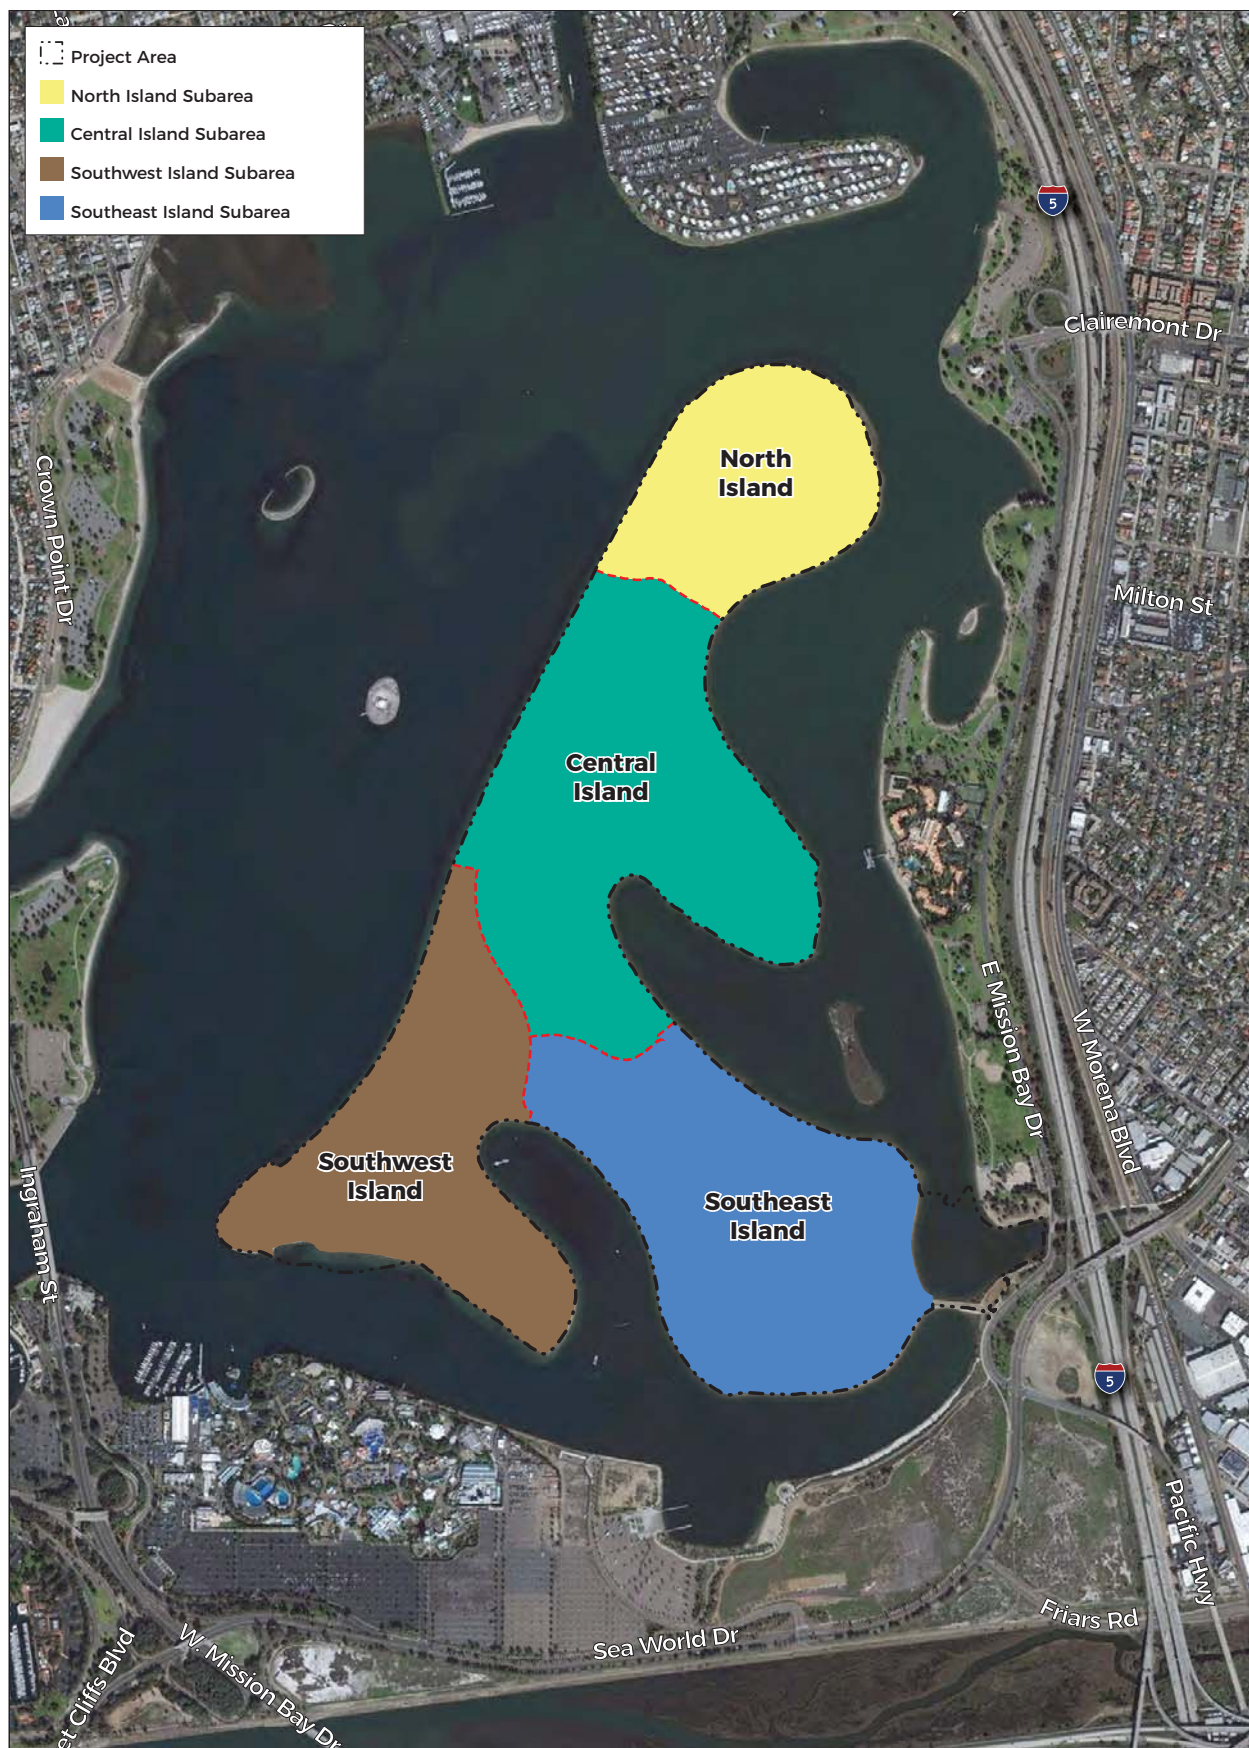 Project Area
North Island Subarea
Central Island Subarea
Southwest Island Subarea
Southeast Island Subarea
5
Clairemont Dr
North
Island
Crown Point Dr
Milton St
Central
Island
E Mission Bay Dr
W Morena Blvd
Southwest
Island
Southeast
Island
Ingraham St
5
Pacific Hwy
Friars Rd
Sea World Dr
W. Mission Bay Dr
et Cliffs Blvd